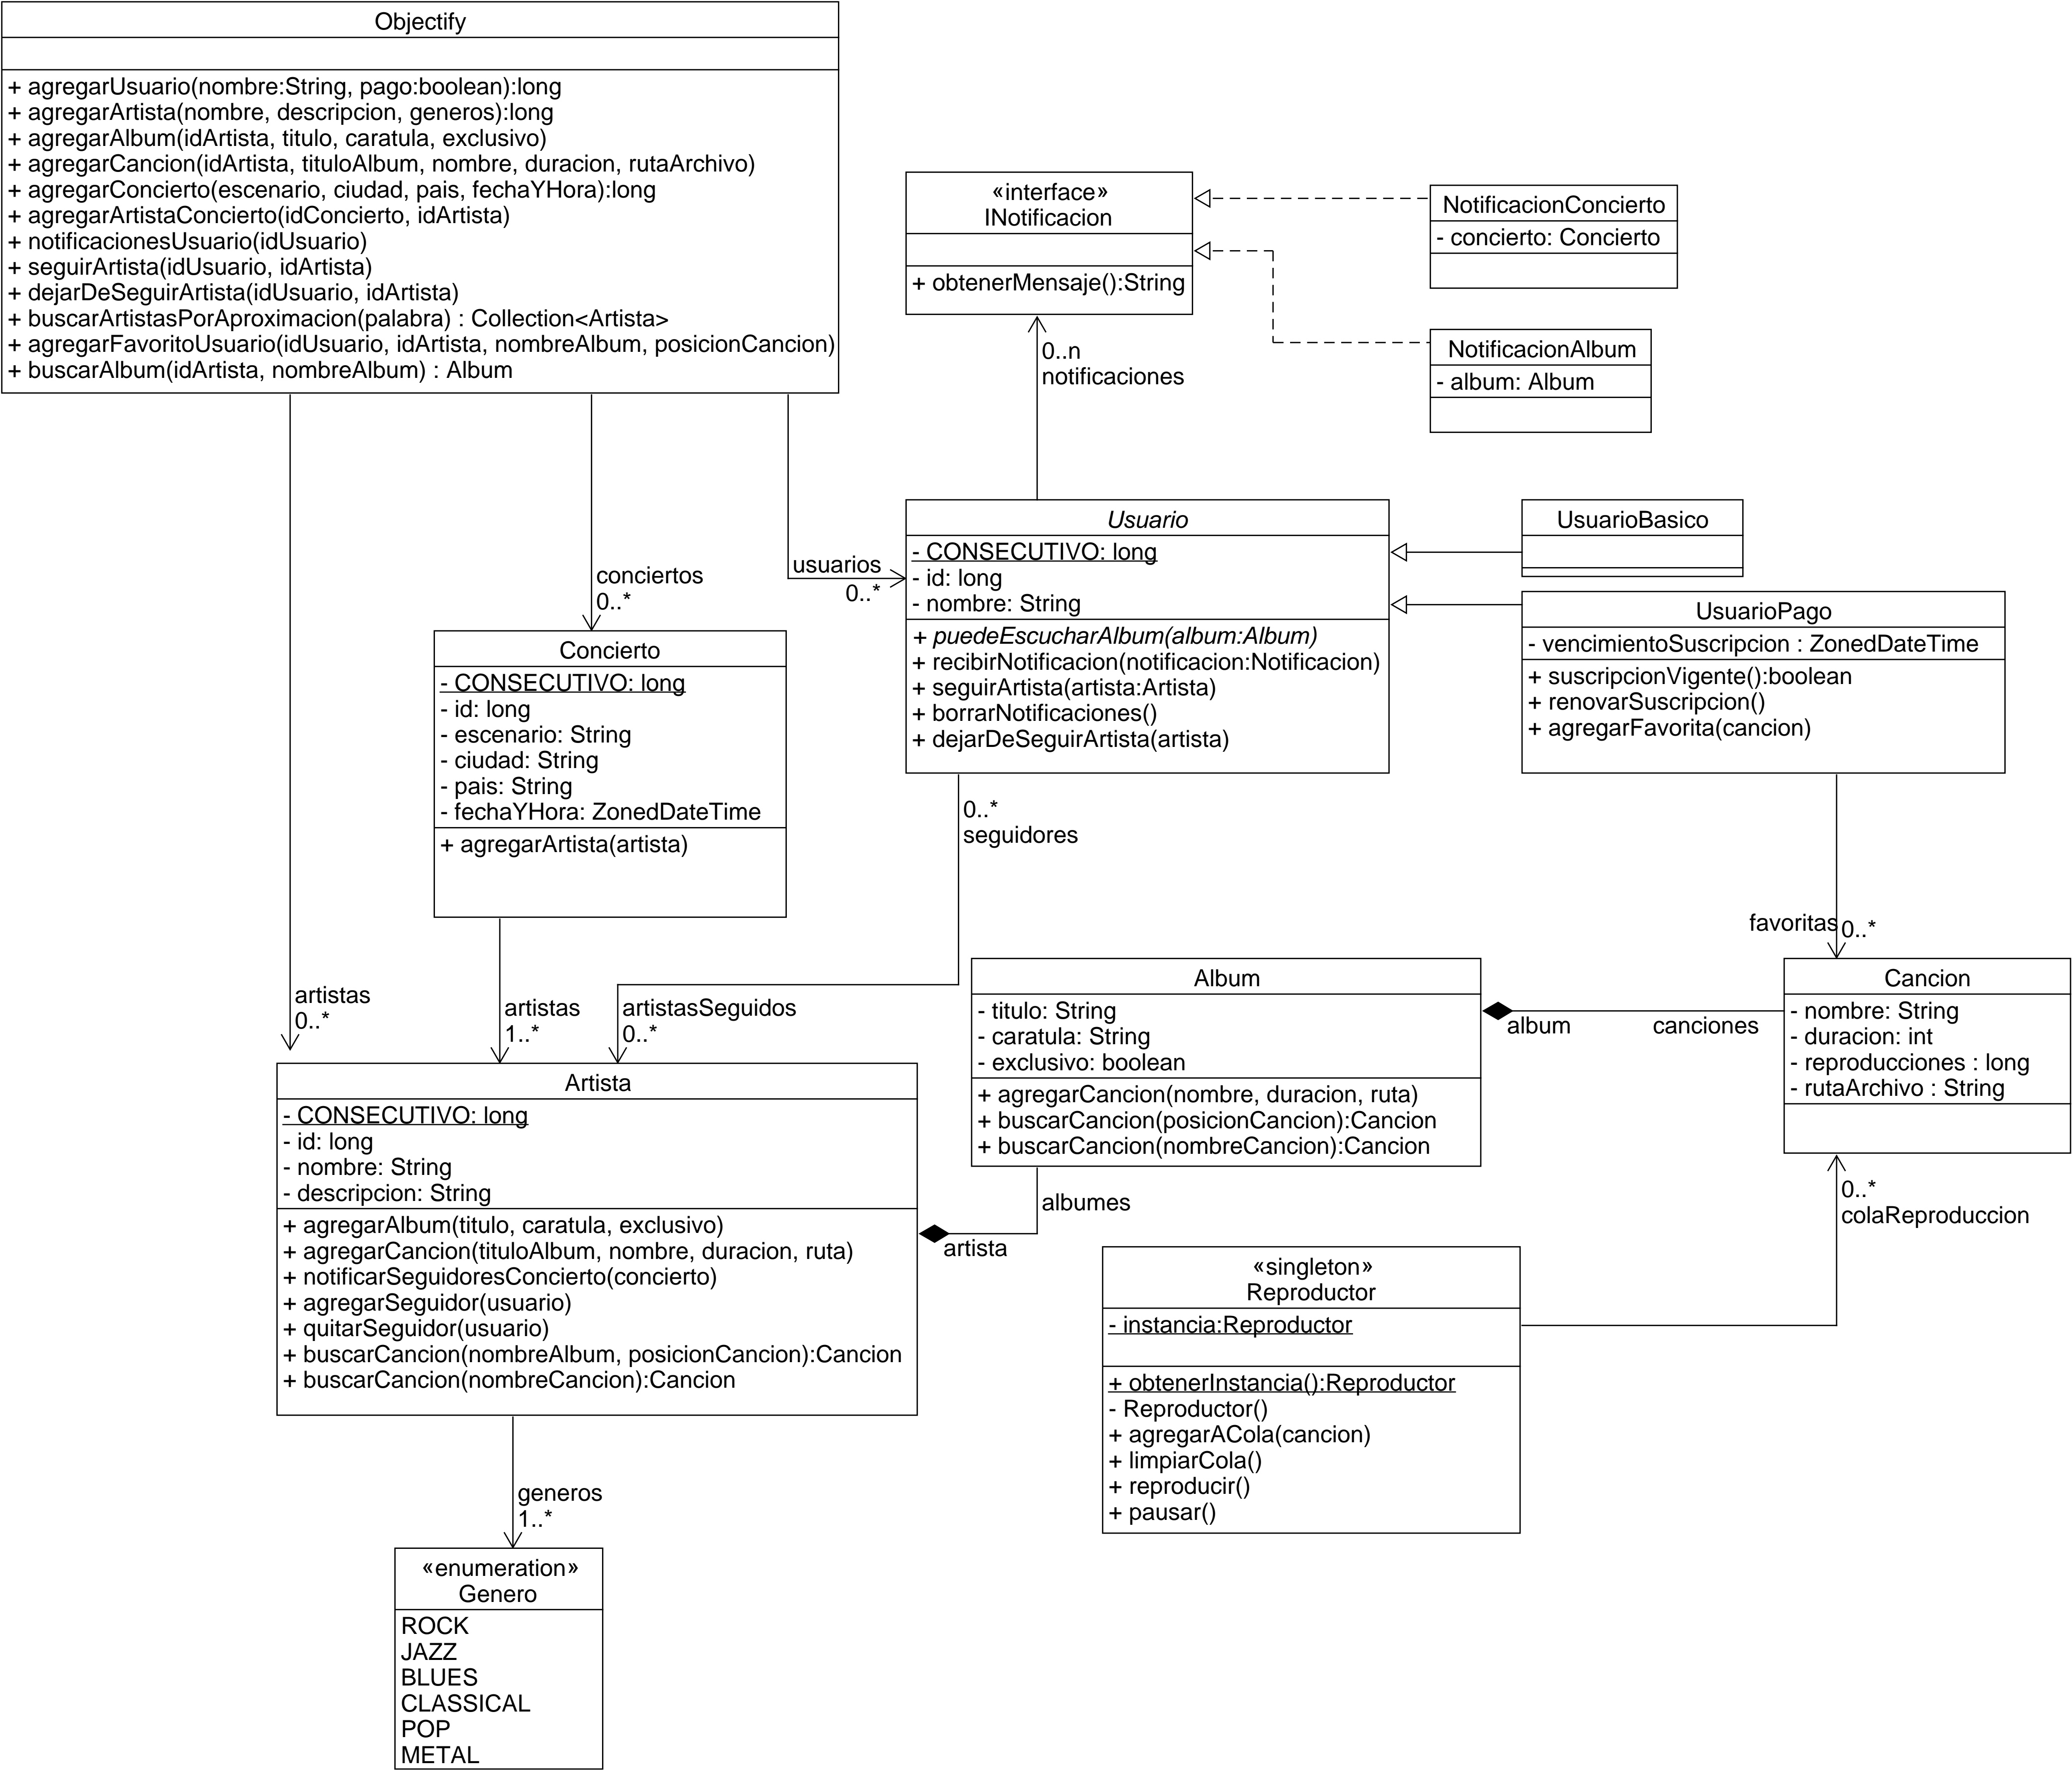 Objectify
+ agregarUsuario(nombre:String, pago:boolean):long
+ agregarArtista(nombre, descripcion, generos):long
+ agregarAlbum(idArtista, titulo, caratula, exclusivo)
+ agregarCancion(idArtista, tituloAlbum, nombre, duracion, rutaArchivo)
+ agregarConcierto(escenario, ciudad, pais, fechaYHora):long
+ agregarArtistaConcierto(idConcierto, idArtista)
+ notificacionesUsuario(idUsuario)
+ seguirArtista(idUsuario, idArtista)
+ dejarDeSeguirArtista(idUsuario, idArtista)
+ buscarArtistasPorAproximacion(palabra) : Collection<Artista>
+ agregarFavoritoUsuario(idUsuario, idArtista, nombreAlbum, posicionCancion)
+ buscarAlbum(idArtista, nombreAlbum) : Album
«interface»
INotificacion
+ obtenerMensaje():String
NotificacionConcierto
- concierto: Concierto
NotificacionAlbum
- album: Album
0..n
notificaciones
usuarios
0..*
conciertos
0..*
Usuario
- CONSECUTIVO: long
- id: long
- nombre: String
+ puedeEscucharAlbum(album:Album)
+ recibirNotificacion(notificacion:Notificacion)
+ seguirArtista(artista:Artista)
+ borrarNotificaciones()
+ dejarDeSeguirArtista(artista)
UsuarioBasico
UsuarioPago
- vencimientoSuscripcion : ZonedDateTime
+ suscripcionVigente():boolean
+ renovarSuscripcion()
+ agregarFavorita(cancion)
Concierto
- CONSECUTIVO: long
- id: long
- escenario: String
- ciudad: String
- pais: String
- fechaYHora: ZonedDateTime
+ agregarArtista(artista)
0..*
seguidores
favoritas
0..*
artistas
0..*
artistas
1..*
artistasSeguidos
0..*
Album
- titulo: String
- caratula: String
- exclusivo: boolean
+ agregarCancion(nombre, duracion, ruta)
+ buscarCancion(posicionCancion):Cancion
+ buscarCancion(nombreCancion):Cancion
album
canciones
Cancion
- nombre: String
- duracion: int
- reproducciones : long
- rutaArchivo : String
Artista
- CONSECUTIVO: long
- id: long
- nombre: String
- descripcion: String
+ agregarAlbum(titulo, caratula, exclusivo)
+ agregarCancion(tituloAlbum, nombre, duracion, ruta)
+ notificarSeguidoresConcierto(concierto)
+ agregarSeguidor(usuario)
+ quitarSeguidor(usuario)
+ buscarCancion(nombreAlbum, posicionCancion):Cancion
+ buscarCancion(nombreCancion):Cancion
albumes
artista
0..*
colaReproduccion
«singleton»
Reproductor
- instancia:Reproductor
+ obtenerInstancia():Reproductor
- Reproductor()
+ agregarACola(cancion)
+ limpiarCola()
+ reproducir()
+ pausar()
generos
1..*
«enumeration»
Genero
ROCK
JAZZ
BLUES
CLASSICAL
POP
METAL